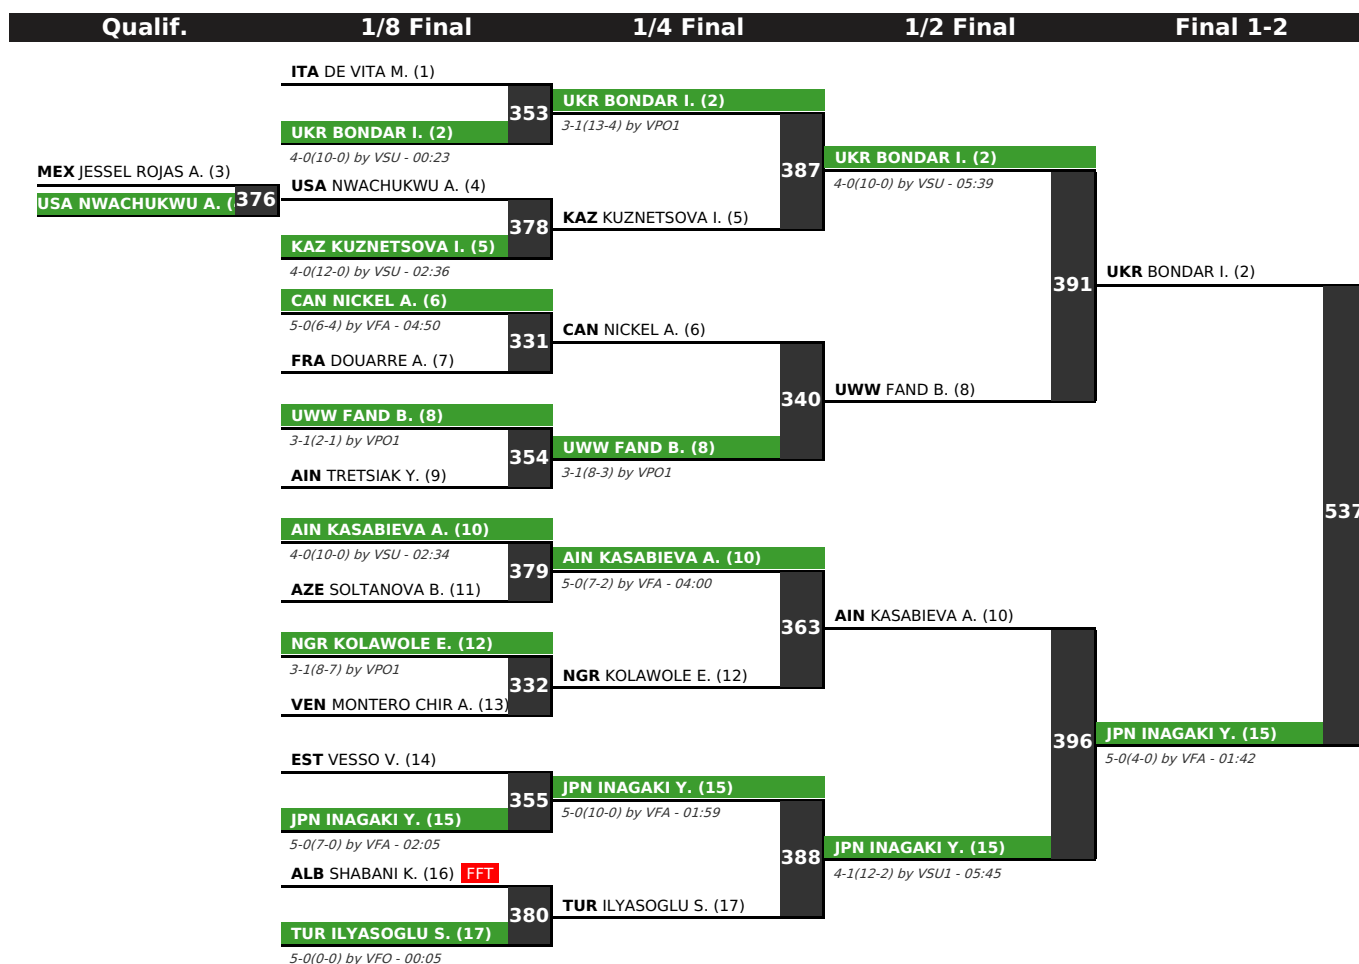 Qualif.
1/8 Final
1/4 Final
1/2 Final
Final 1-2
MEX JESSEL ROJAS A. (3)
USA NWACHUKWU A. (
376
ITA DE VITA M. (1)
353
UKR BONDAR I. (2)
4-0(10-0) by VSU - 00:23
USA NWACHUKWU A. (4)
378
KAZ KUZNETSOVA I. (5)
4-0(12-0) by VSU - 02:36
CAN NICKEL A. (6)
5-0(6-4) by VFA - 04:50
331
FRA DOUARRE A. (7)
UWW FAND B. (8)
3-1(2-1) by VPO1
354
AIN TRETSIAK Y. (9)
AIN KASABIEVA A. (10)
4-0(10-0) by VSU - 02:34
379
AZE SOLTANOVA B. (11)
NGR KOLAWOLE E. (12)
3-1(8-7) by VPO1
332
VEN MONTERO CHIR A. (13)
EST VESSO V. (14)
355
JPN INAGAKI Y. (15)
5-0(7-0) by VFA - 02:05
ALB SHABANI K. (16) FFT
380
TUR ILYASOGLU S. (17)
5-0(0-0) by VFO - 00:05
UKR BONDAR I. (2)
3-1(13-4) by VPO1
387
KAZ KUZNETSOVA I. (5)
CAN NICKEL A. (6)
340
UWW FAND B. (8)
3-1(8-3) by VPO1
AIN KASABIEVA A. (10)
5-0(7-2) by VFA - 04:00
363
NGR KOLAWOLE E. (12)
JPN INAGAKI Y. (15)
5-0(10-0) by VFA - 01:59
388
TUR ILYASOGLU S. (17)
UKR BONDAR I. (2)
4-0(10-0) by VSU - 05:39
391
UWW FAND B. (8)
AIN KASABIEVA A. (10)
396
JPN INAGAKI Y. (15)
4-1(12-2) by VSU1 - 05:45
UKR BONDAR I. (2)
537
JPN INAGAKI Y. (15)
5-0(4-0) by VFA - 01:42